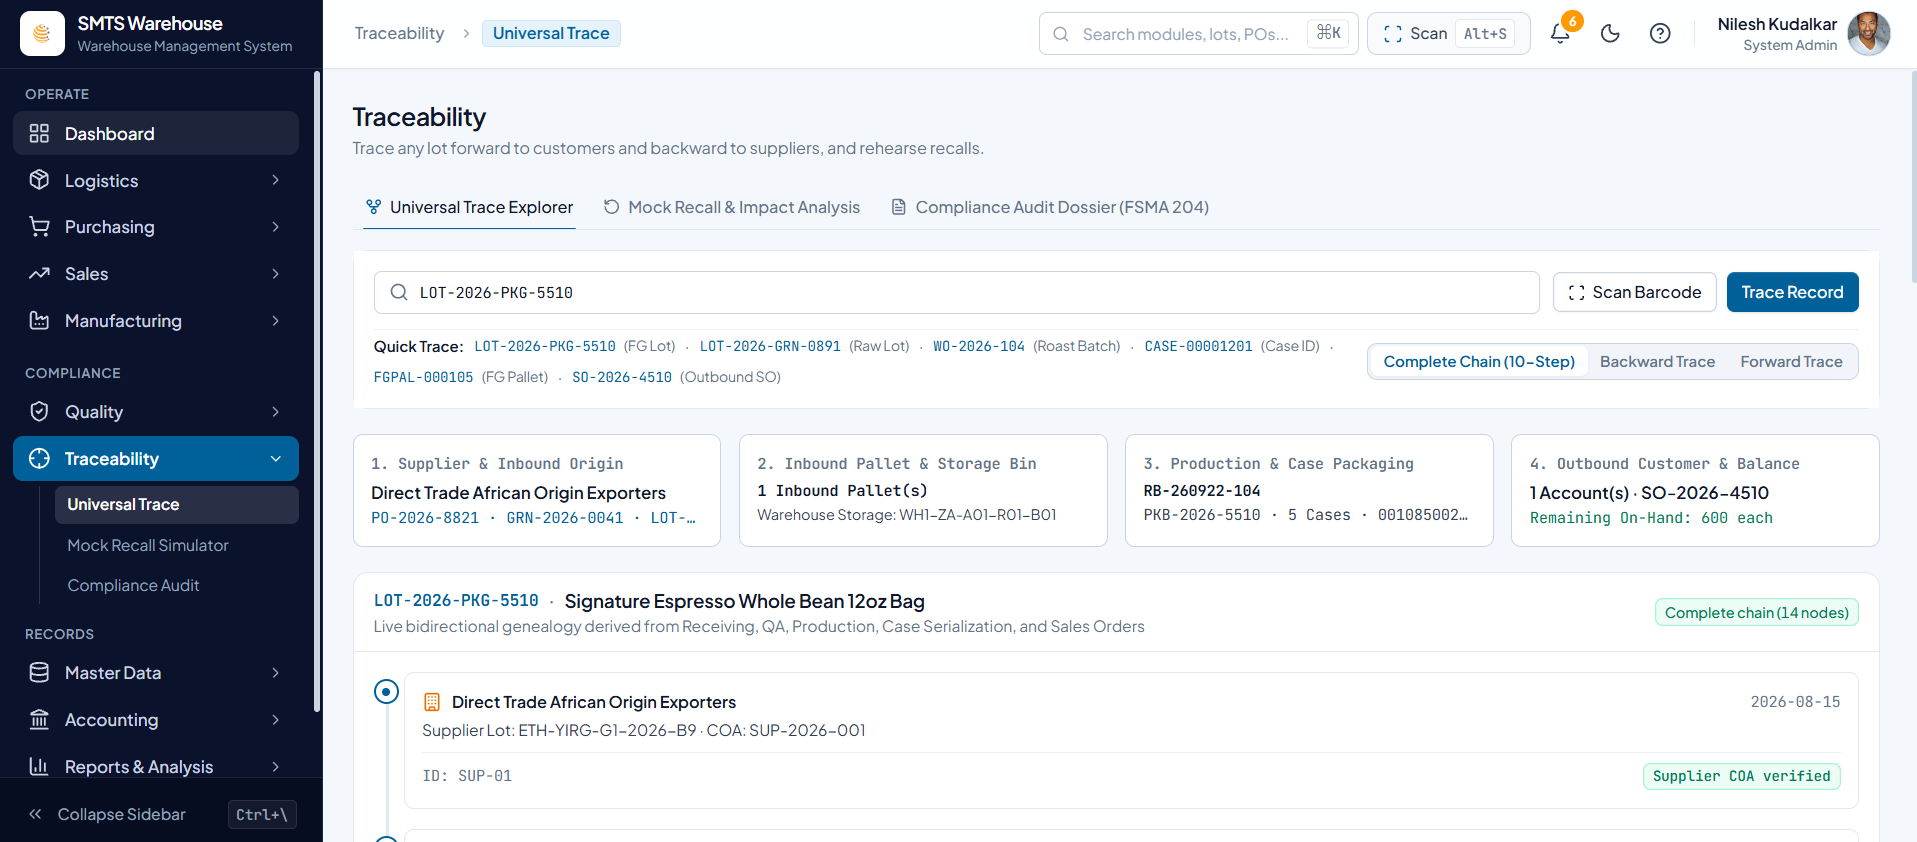 SMTS Warehouse
Warehouse Management System
OPERATE
Dashboard
Logistics
Purchasing
Sales
Manufacturing
COMPLIANCE
Quality
Traceability
Universal Trace
Mock Recall Simulator
Compliance Audit
RECORDS
Master Data
Accounting
Reports & Analysis
Collapse Sidebar Ctrl+\
Traceability > Universal Trace
Search modules, lots, POs... ⌘K
Scan Alt+S
6
Nilesh Kudalkar
System Admin
Traceability
Trace any lot forward to customers and backward to suppliers, and rehearse recalls.
Universal Trace Explorer Mock Recall & Impact Analysis Compliance Audit Dossier (FSMA 204)
LOT-2026-PKG-5510 Scan Barcode Trace Record
Quick Trace: LOT-2026-PKG-5510 (FG Lot) · LOT-2026-GRN-0891 (Raw Lot) · WO-2026-104 (Roast Batch) · CASE-00001201 (Case ID) ·
FGPAL-000105 (FG Pallet) · SO-2026-4510 (Outbound SO)
Complete Chain (10-Step) Backward Trace Forward Trace
1. Supplier & Inbound Origin
Direct Trade African Origin Exporters
PO-2026-8821 · GRN-2026-0041 · LOT-…
2. Inbound Pallet & Storage Bin
1 Inbound Pallet(s)
Warehouse Storage: WH1-ZA-A01-R01-B01
3. Production & Case Packaging
RB-260922-104
PKB-2026-5510 · 5 Cases · 001085002…
4. Outbound Customer & Balance
1 Account(s) · SO-2026-4510
Remaining On-Hand: 600 each
LOT-2026-PKG-5510 · Signature Espresso Whole Bean 12oz Bag
Live bidirectional genealogy derived from Receiving, QA, Production, Case Serialization, and Sales Orders
Complete chain (14 nodes)
Direct Trade African Origin Exporters 2026-08-15
Supplier Lot: ETH-YIRG-G1-2026-B9 · COA: SUP-2026-001
ID: SUP-01 Supplier COA verified